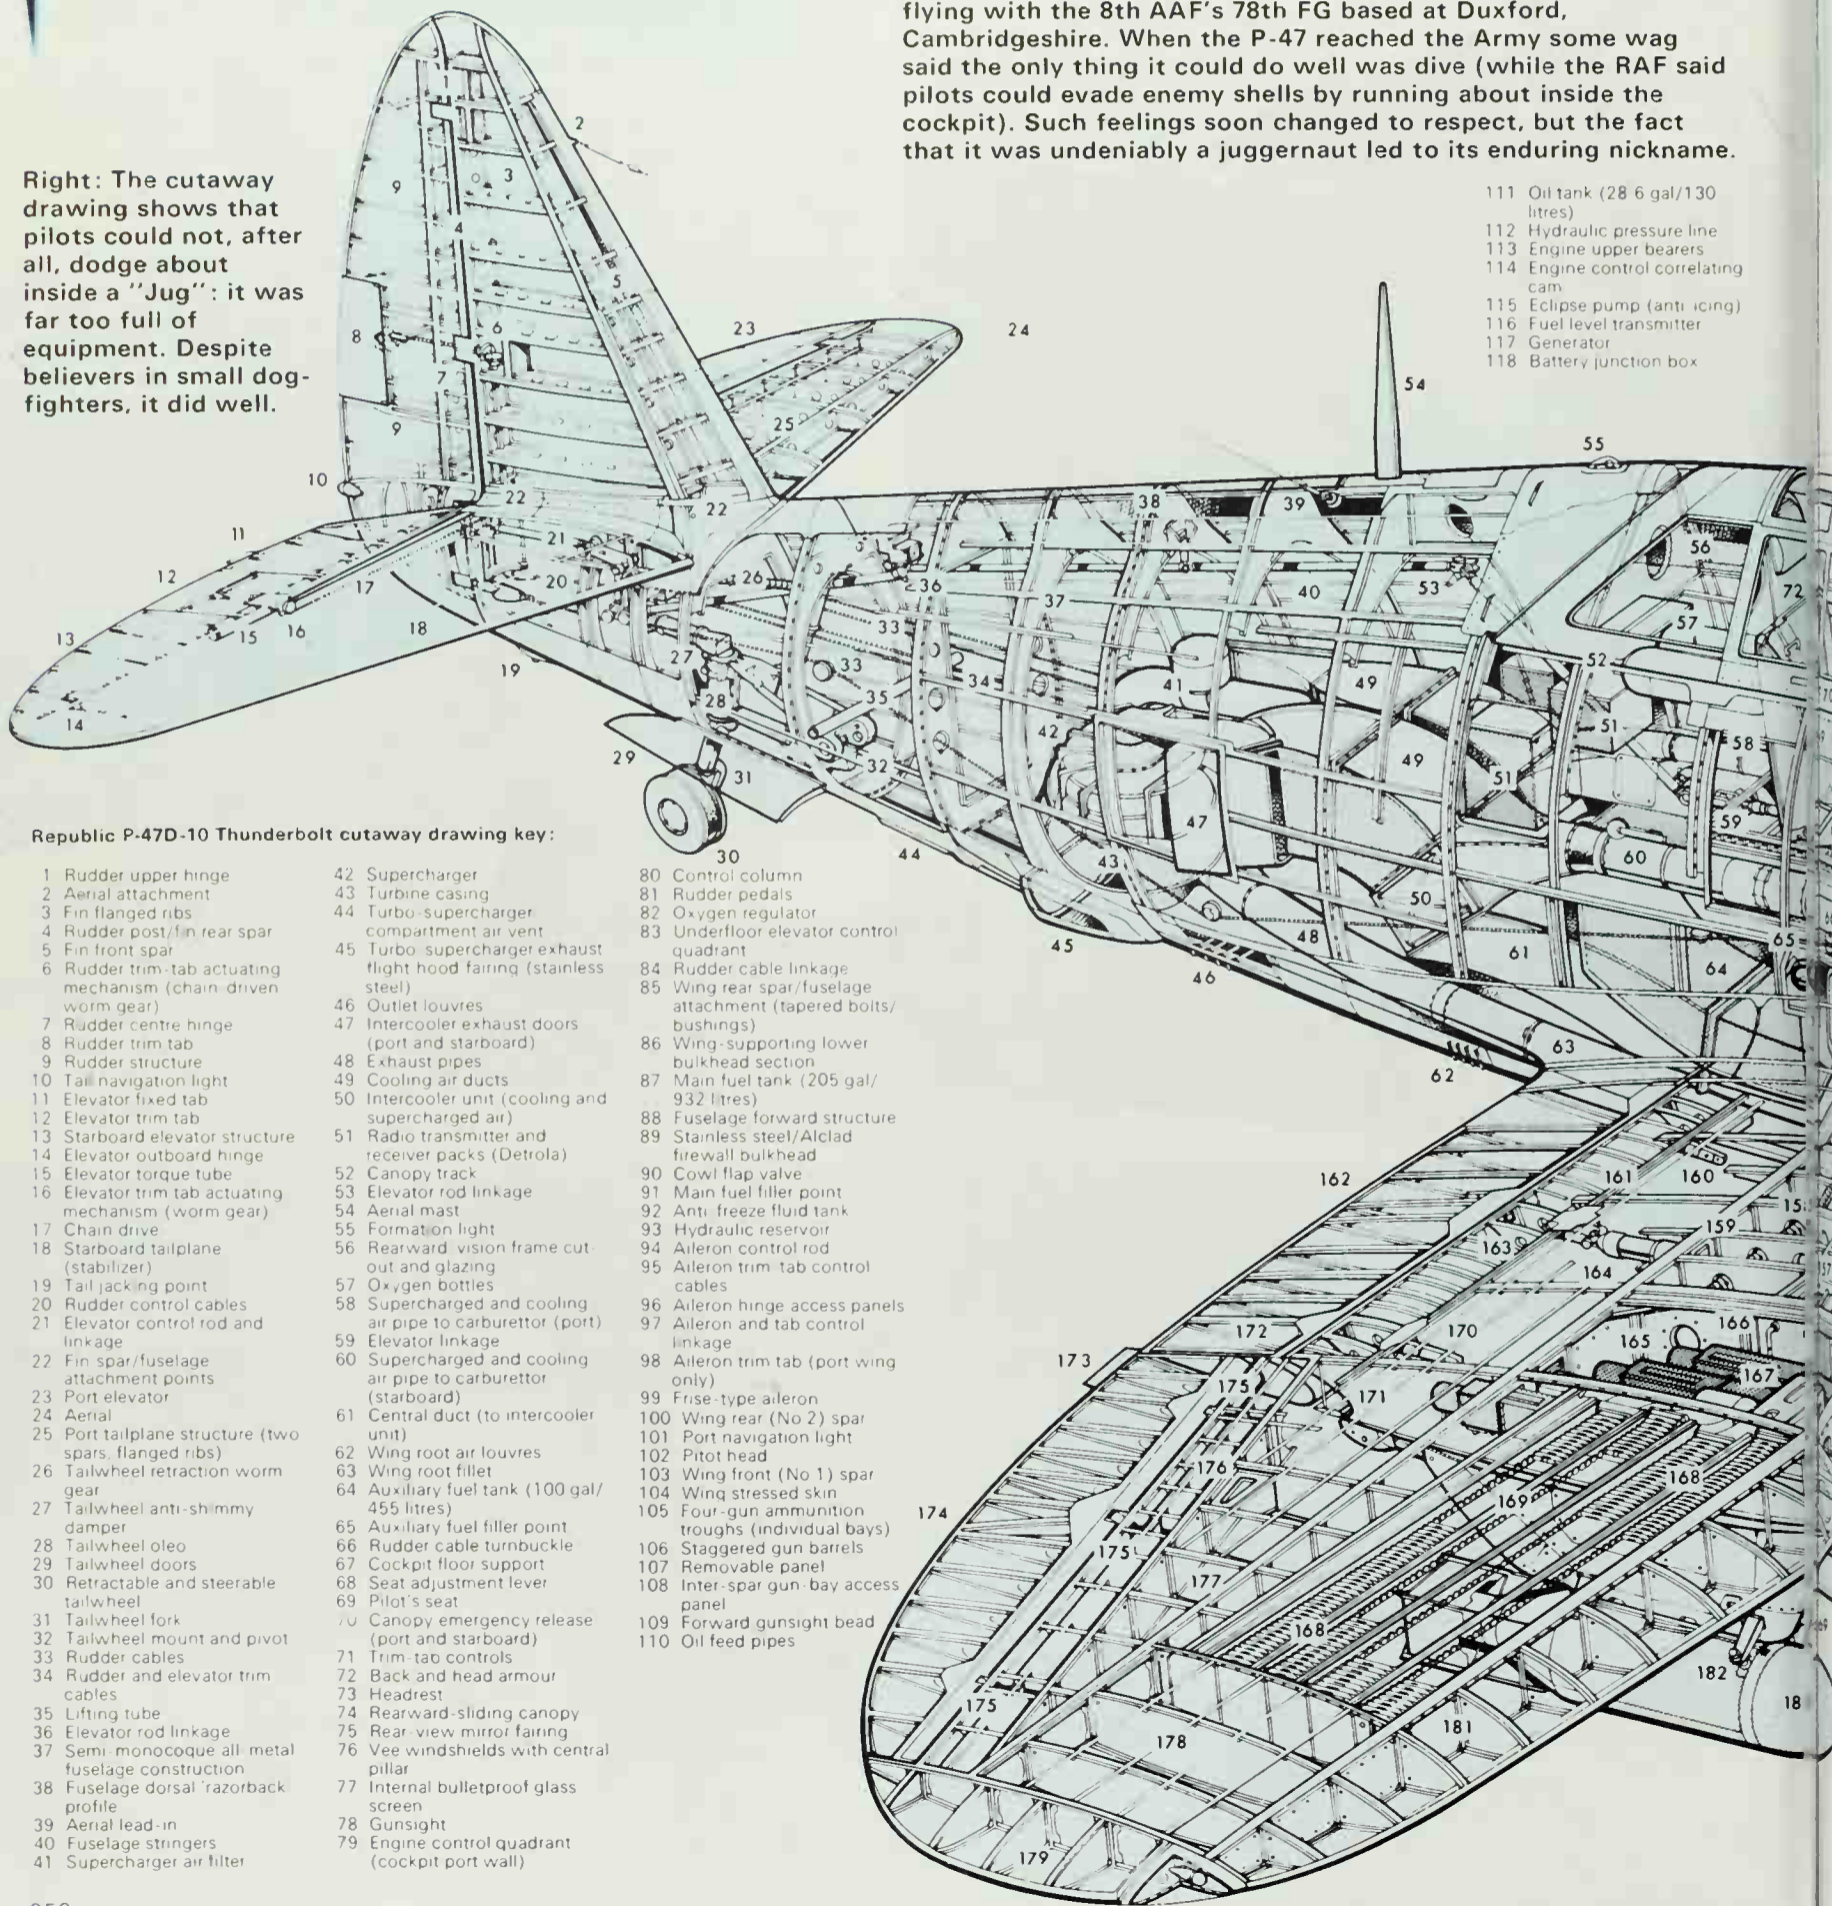 flying with the 8th AAF's 78th FG based at Duxford,
Cambridgeshire. When the P-47 reached the Army some wag
said the only thing it could do well was dive (while the RAF said
pilots could evade enemy shells by running about inside the
cockpit). Such feelings soon changed to respect, but the fact
that it was undeniably a juggernaut led to its enduring nickname.
Right: The cutaway
drawing shows that
pilots could not, after
all, dodge about
inside a "Jug": it was
far too full of
equipment. Despite
believers in small dog-
fighters, it did well.
111 Oil tank (28 6 gal/130
litres)
112 Hydraulic pressure line
113 Engine upper bearers
114 Engine control correlating
cam
115 Eclipse pump (anti icing)
116 Fuel level transmitter
117 Generator
118 Battery junction box
Republic P-47D-10 Thunderbolt cutaway drawing key:
1 Rudder upper hinge
2 Aerial attachment
3 Fin flanged ribs
4 Rudder post/fin rear spar
5 Fin front spar
6 Rudder trim-tab actuating
mechanism (chain driven
worm gear)
7 Rudder centre hinge
8 Rudder trim tab
9 Rudder structure
10 Tail navigation light
11 Elevator fixed tab
12 Elevator trim tab
13 Starboard elevator structure
14 Elevator outboard hinge
15 Elevator torque tube
16 Elevator trim tab actuating
mechanism (worm gear)
17 Chain drive
18 Starboard tailplane
(stabilizer)
19 Tail jacking point
20 Rudder control cables
21 Elevator control rod and
linkage
22 Fin spar/fuselage
attachment points
23 Port elevator
24 Aerial
25 Port tailplane structure (two
spars, flanged ribs)
26 Tailwheel retraction worm
gear
27 Tailwheel anti-shimmy
damper
28 Tailwheel oleo
29 Tailwheel doors
30 Retractable and steerable
tailwheel
31 Tailwheel fork
32 Tailwheel mount and pivot
33 Rudder cables
34 Rudder and elevator trim
cables
35 Lifting tube
36 Elevator rod linkage
37 Semi-monocoque all-metal
fuselage construction
38 Fuselage dorsal 'razorback'
profile
39 Aerial lead-in
40 Fuselage stringers
41 Supercharger air filter
42 Supercharger
43 Turbine casing
44 Turbo-supercharger
compartment air vent
45 Turbo supercharger exhaust
flight hood fairing (stainless
steel)
46 Outlet louvres
47 Intercooler exhaust doors
(port and starboard)
48 Exhaust pipes
49 Cooling air ducts
50 Intercooler unit (cooling and
supercharged air)
51 Radio transmitter and
receiver packs (Detrola)
52 Canopy track
53 Elevator rod linkage
54 Aerial mast
55 Formation light
56 Rearward vision frame cut-
out and glazing
57 Oxygen bottles
58 Supercharged and cooling
air pipe to carburettor (port)
59 Elevator linkage
60 Supercharged and cooling
air pipe to carburettor
(starboard)
61 Central duct (to intercooler
unit)
62 Wing root air louvres
63 Wing root fillet
64 Auxiliary fuel tank (100 gal/
455 litres)
65 Auxiliary fuel filler point
66 Rudder cable turnbuckle
67 Cockpit floor support
68 Seat adjustment lever
69 Pilot's seat
70 Canopy emergency release
(port and starboard)
71 Trim-tab controls
72 Back and head armour
73 Headrest
74 Rearward-sliding canopy
75 Rear-view mirror fairing
76 Vee windshields with central
pillar
77 Internal bulletproof glass
screen
78 Gunsight
79 Engine control quadrant
(cockpit port wall)
80 Control column
81 Rudder pedals
82 Oxygen regulator
83 Underfloor elevator control
quadrant
84 Rudder cable linkage
85 Wing rear spar/fuselage
attachment (tapered bolts/
bushings)
86 Wing-supporting lower
bulkhead section
87 Main fuel tank (205 gal/
932 litres)
88 Fuselage forward structure
89 Stainless steel/Alclad
firewall bulkhead
90 Cowl flap valve
91 Main fuel filler point
92 Anti freeze fluid tank
93 Hydraulic reservoir
94 Aileron control rod
95 Aileron trim tab control
cables
96 Aileron hinge access panels
97 Aileron and tab control
linkage
98 Aileron trim tab (port wing
only)
99 Frise-type aileron
100 Wing rear (No 2) spar
101 Port navigation light
102 Pitot head
103 Wing front (No 1) spar
104 Wing stressed skin
105 Four-gun ammunition
troughs (individual bays)
106 Staggered gun barrels
107 Removable panel
108 Inter-spar gun-bay access
panel
109 Forward gunsight bead
110 Oil feed pipes